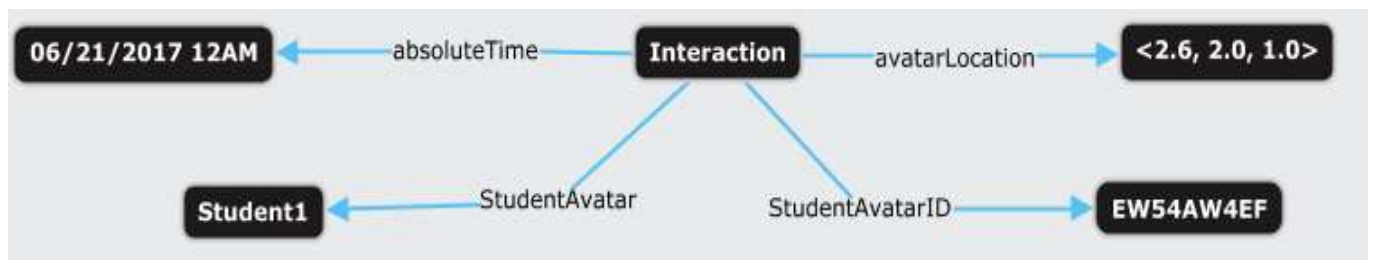 06/21/2017 12AM absoluteTime Interaction avatarLocation <2.6, 2.0, 1.0>
Student1 StudentAvatar StudentAvatarID EW54AW4EF